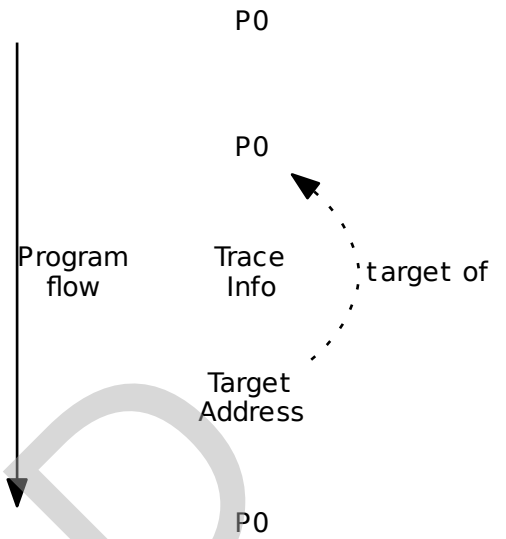 P0
P0
Program
flow
Trace
Info
target of
Target
Address
P0